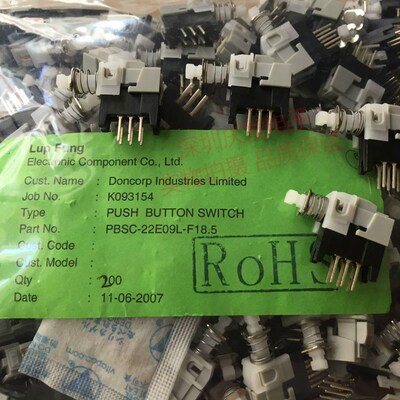 Lup Fung
Electronic Component Co., Ltd.
Cust. Name : Doncorp Industries Limited
Job No. : K093154
Type : PUSH BUTTON SWITCH
Part No. : PBSC-22E09L-F18.5
Cust. Code :
Cust. Model :
Qty : 200
Date : 11-06-2007
RoHS